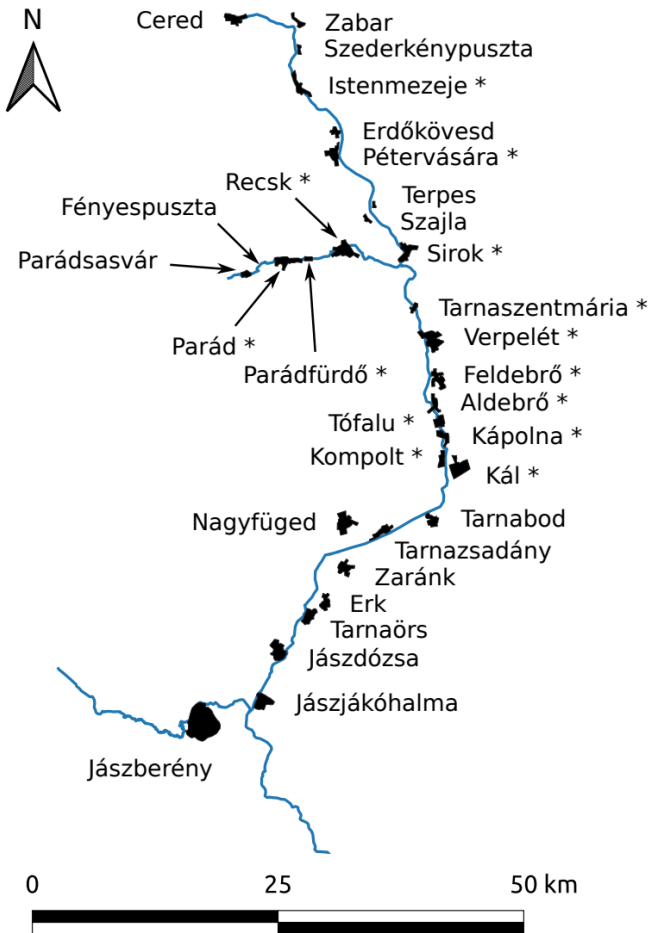 N
Cered
Zabar
Szederkénypuszta
Istenmezeje *
Erdőkövesd
Pétervására *
Recsk *
Terpes
Fényespuszta
Szajla
Parádsasvár
Sirok *
Tarnaszentmária *
Parád *
Verpelét *
Parádfürdő *
Feldebrő *
Aldebrő *
Tófalu *
Kápolna *
Kompolt *
Kál *
Nagyfüged
Tarnabod
Tarnazsadány
Zaránk
Erk
Tarnaörs
Jászdózsa
Jászjákóhalma
Jászberény
0 25 50 km